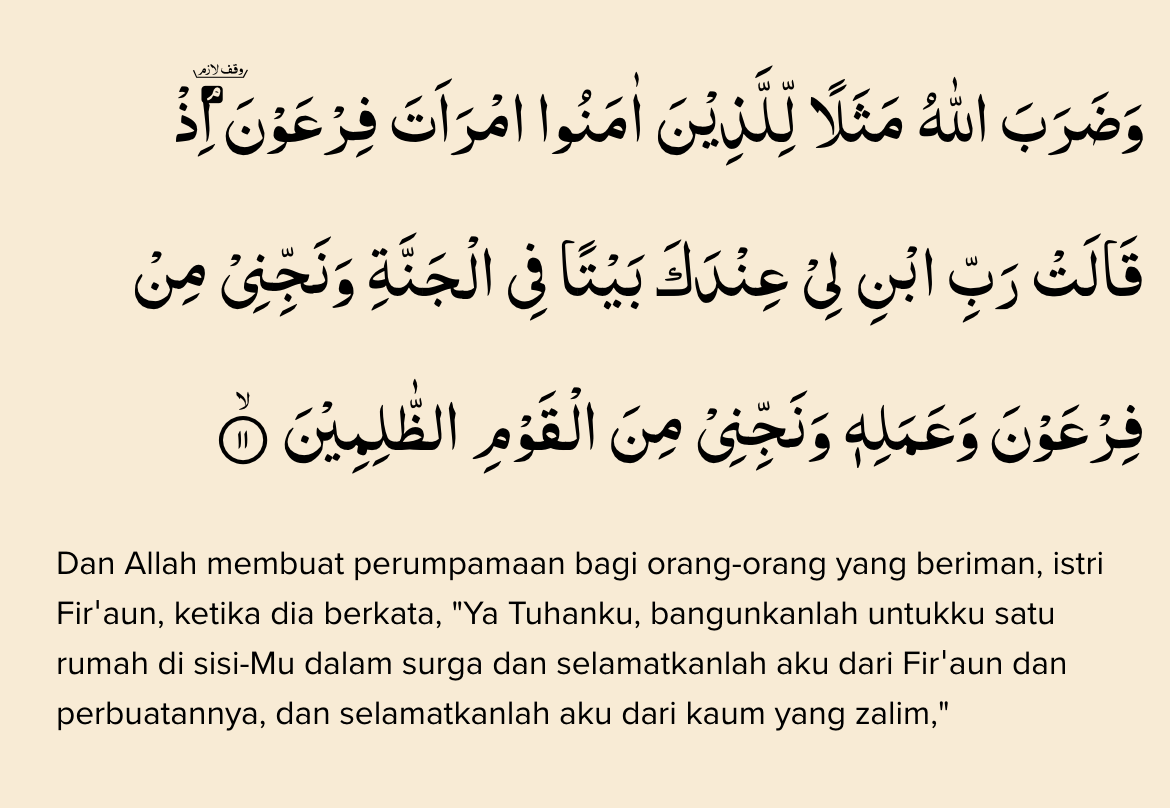 وَضَرَبَ اللّٰهُ مَثَلًا لِّلَّذِيْنَ اٰمَنُوا امْرَاَتَ فِرْعَوْنَۘ اِذْ
قَالَتْ رَبِّ ابْنِ لِيْ عِنْدَكَ بَيْتًا فِى الْجَنَّةِ وَنَجِّنِيْ مِنْ
فِرْعَوْنَ وَعَمَلِهٖ وَنَجِّنِيْ مِنَ الْقَوْمِ الظّٰلِمِيْنَۙ ١١
Dan Allah membuat perumpamaan bagi orang-orang yang beriman, istri
Fir'aun, ketika dia berkata, "Ya Tuhanku, bangunkanlah untukku satu
rumah di sisi-Mu dalam surga dan selamatkanlah aku dari Fir'aun dan
perbuatannya, dan selamatkanlah aku dari kaum yang zalim,"